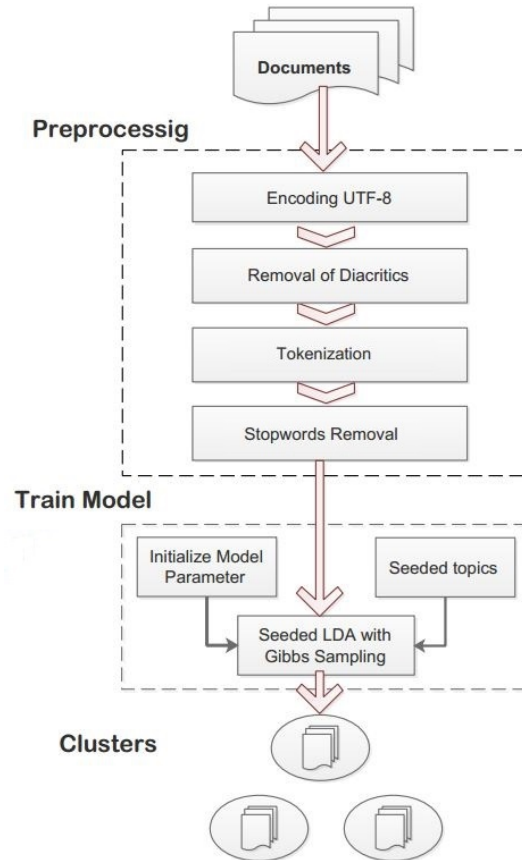 Documents
Preprocessig
Encoding UTF-8
Removal of Diacritics
Tokenization
Stopwords Removal
Train Model
Initialize Model
Parameter
Seeded topics
Seeded LDA with
Gibbs Sampling
Clusters